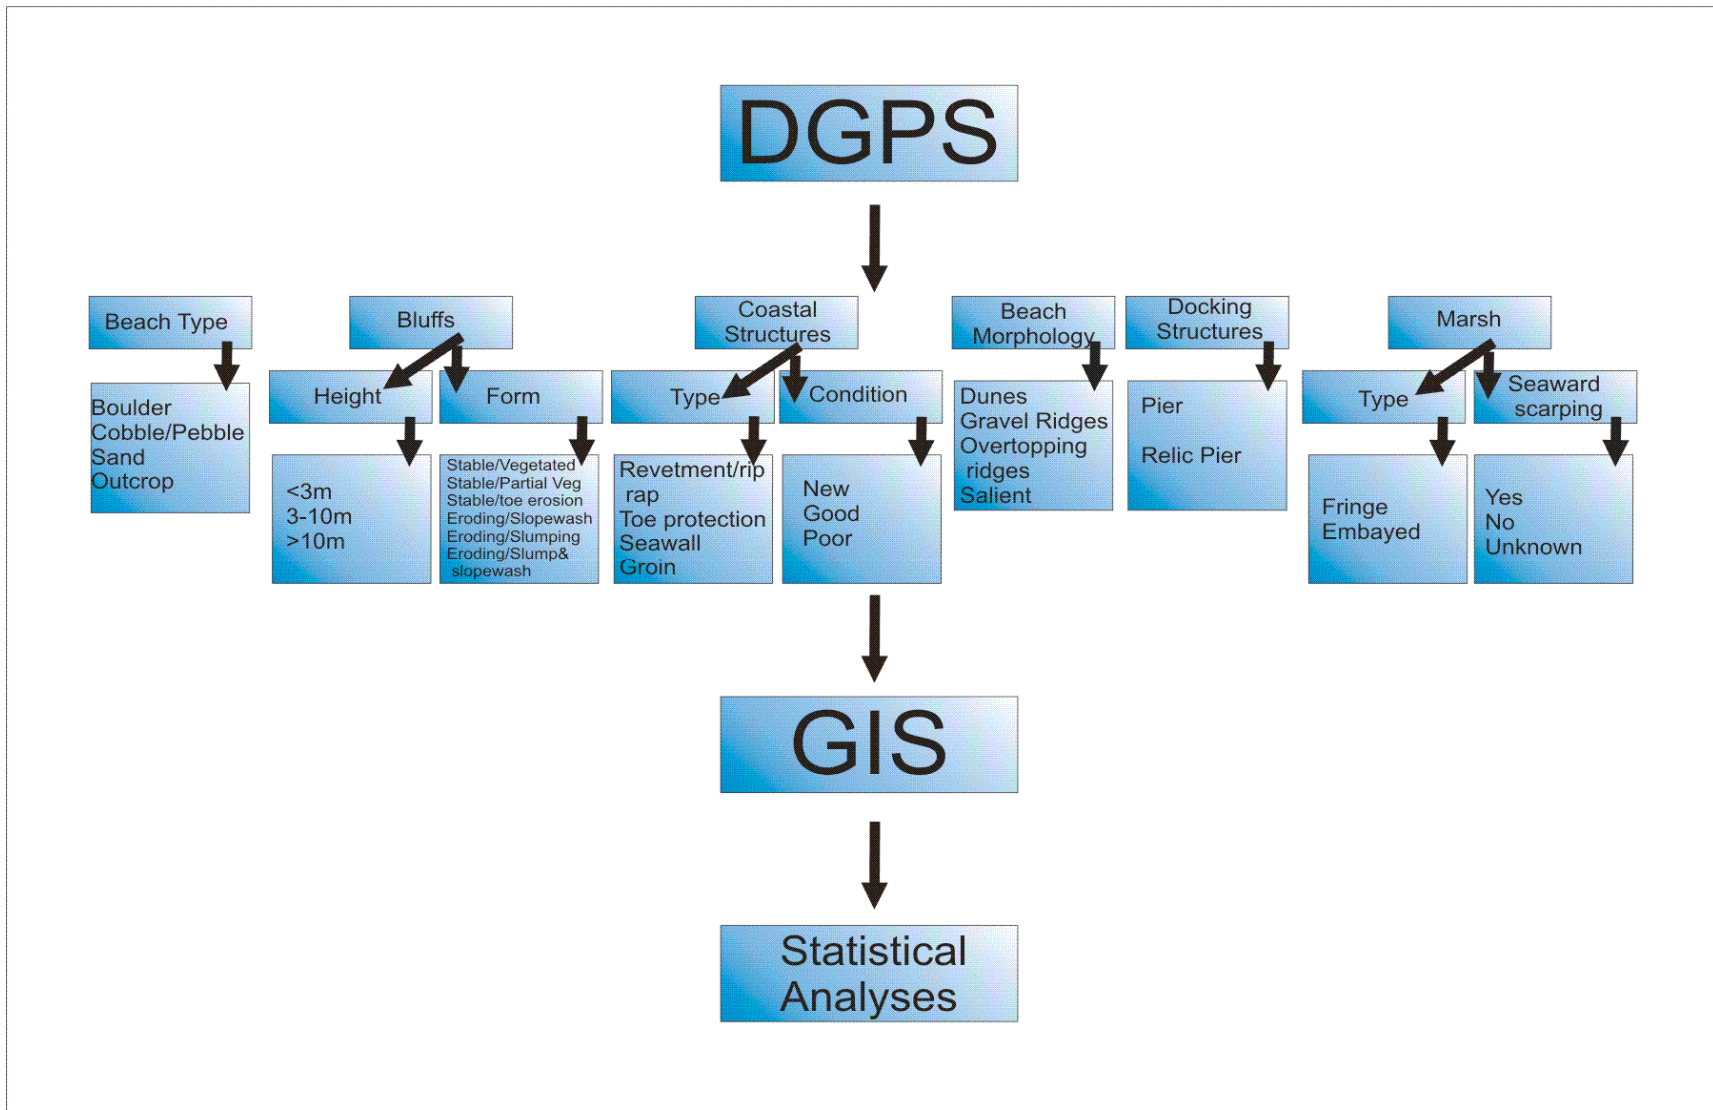 DGPS
Beach Type
Boulder
Cobble/Pebble
Sand
Outcrop
Bluffs
Height
<3m
3-10m
>10m
Form
Stable/Vegetated
Stable/Partial Veg
Stable/toe erosion
Eroding/Slopewash
Eroding/Slumping
Eroding/Slump&
slopewash
Coastal
Structures
Type
Revetment/rip
rap
Toe protection
Seawall
Groin
Condition
New
Good
Poor
Beach
Morphology
Dunes
Gravel Ridges
Overtopping
ridges
Salient
Docking
Structures
Pier
Relic Pier
Marsh
Type
Fringe
Embayed
Seaward
scarping
Yes
No
Unknown
GIS
Statistical
Analyses